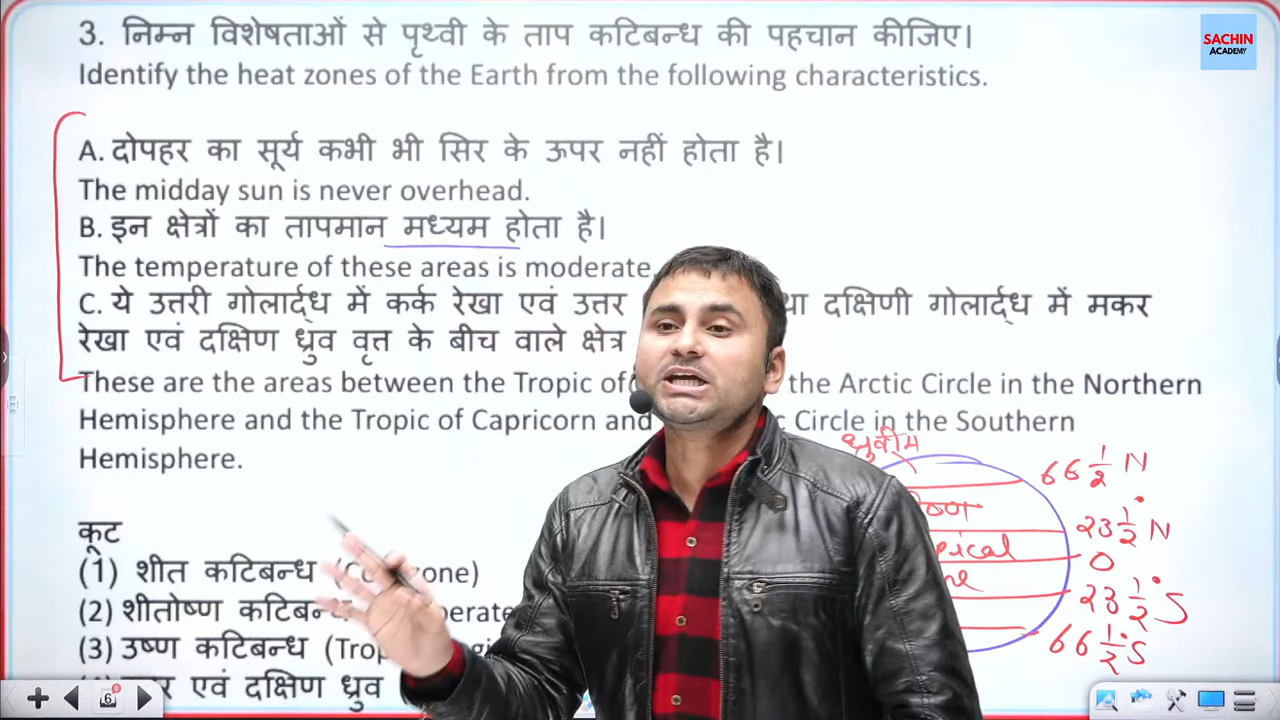 3. निम्न विशेषताओं से पृथ्वी के ताप कटिबन्ध की पहचान कीजिए।
Identify the heat zones of the Earth from the following characteristics.
SACHIN
ACADEMY
A. दोपहर का सूर्य कभी भी सिर के ऊपर नहीं होता है।
The midday sun is never overhead.
B. इन क्षेत्रों का तापमान मध्यम होता है।
The temperature of these areas is moderate.
C. ये उत्तरी गोलार्द्ध में कर्क रेखा एवं उत्तर दक्षिणी गोलार्द्ध में मकर
रेखा एवं दक्षिण ध्रुव वृत्त के बीच वाले क्षेत्र
These are the areas between the Tropic of the Arctic Circle in the Northern
Hemisphere and the Tropic of Capricorn and Circle in the Southern
Hemisphere.
ध्रुवीय
66 1/2 N
23 1/2° N
0
23 1/2° S
66 1/2° S
कूट
(1) शीत कटिबन्ध zone)
(2) शीतोष्ण
(3) उष्ण कटिबन्ध
एवं दक्षिण ध्रुव
6